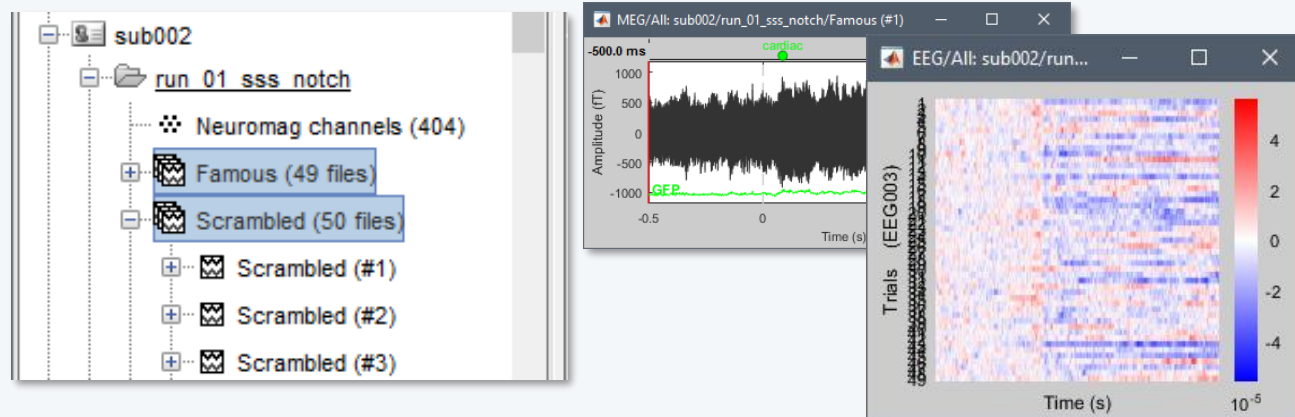 sub002
run_01_sss_notch
Neuromag channels (404)
Famous (49 files)
Scrambled (50 files)
Scrambled (#1)
Scrambled (#2)
Scrambled (#3)
MEG/All: sub002/run_01_sss_notch/Famous (#1)
-500.0 ms
cardiac
1000
500
0
-500
-1000
Amplitude (fT)
GFP
-0.5
0
Time (s)
EEG/All: sub002/run...
Trials (EEG003)
49
4
2
0
-2
-4
Time (s)
10-5